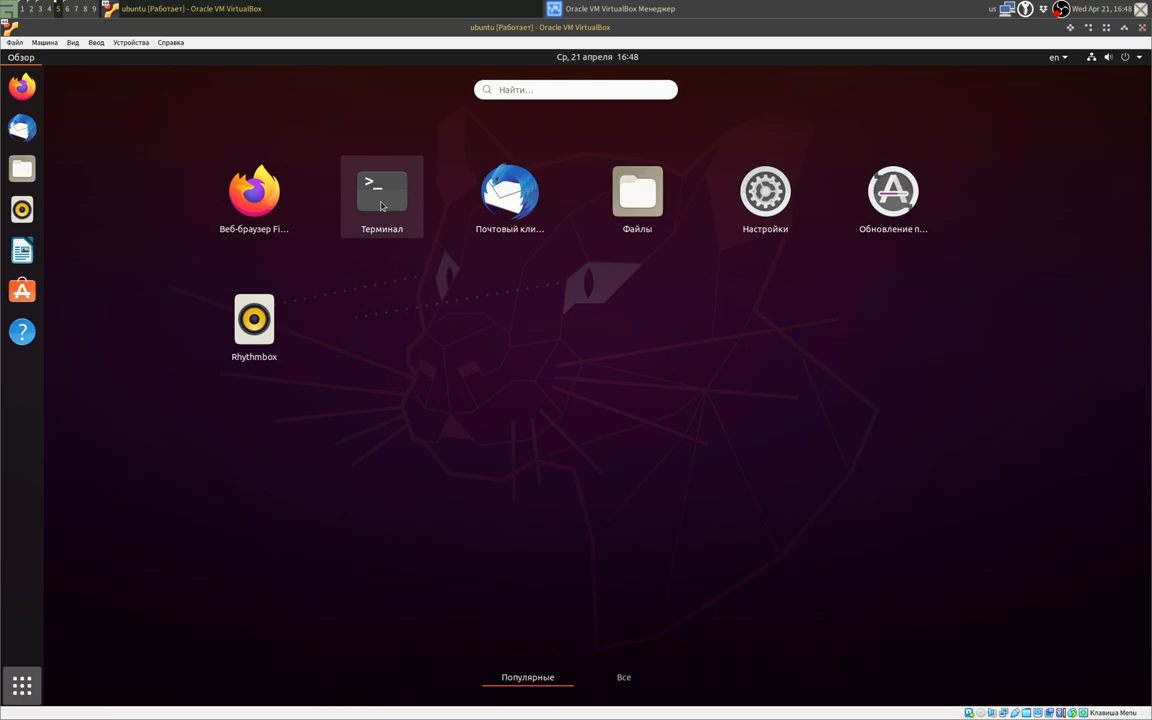 1 2 3 4 5 6 7 8 9 ubuntu [Работает] - Oracle VM VirtualBox Oracle VM VirtualBox Менеджер us Wed Apr 21, 16:48
ubuntu [Работает] - Oracle VM VirtualBox
Файл Машина Вид Ввод Устройства Справка
Обзор Ср, 21 апреля 16:48 en
Найти...
>_
Веб-браузер Fi... Терминал Почтовый кли... Файлы Настройки Обновление п...
Rhythmbox
?
Популярные Все
Клавиша Menu